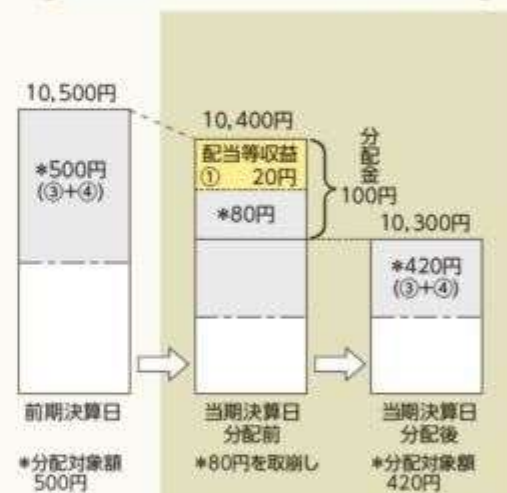 10,500円
*500円
(③+④)
10,400円
配当等収益
① 20円
*80円
分配金
100円
10,300円
*420円
(③+④)
前期決算日
当期決算日
分配前
当期決算日
分配後
*分配対象額
500円
*80円を取崩し
*分配対象額
420円